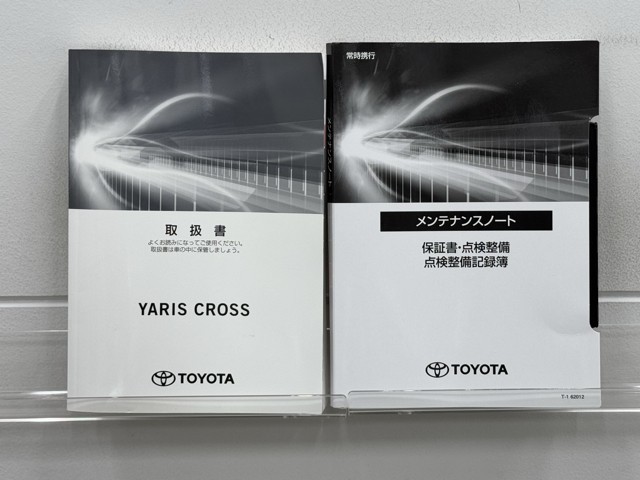 取扱書
よくお読みになってご使用ください。
取扱書は車の中に保管しましょう。
YARIS CROSS
TOYOTA
メンテナンスノート
常時携行
メンテナンスノート
保証書・点検整備
点検整備記録簿
TOYOTA
T-1 62012